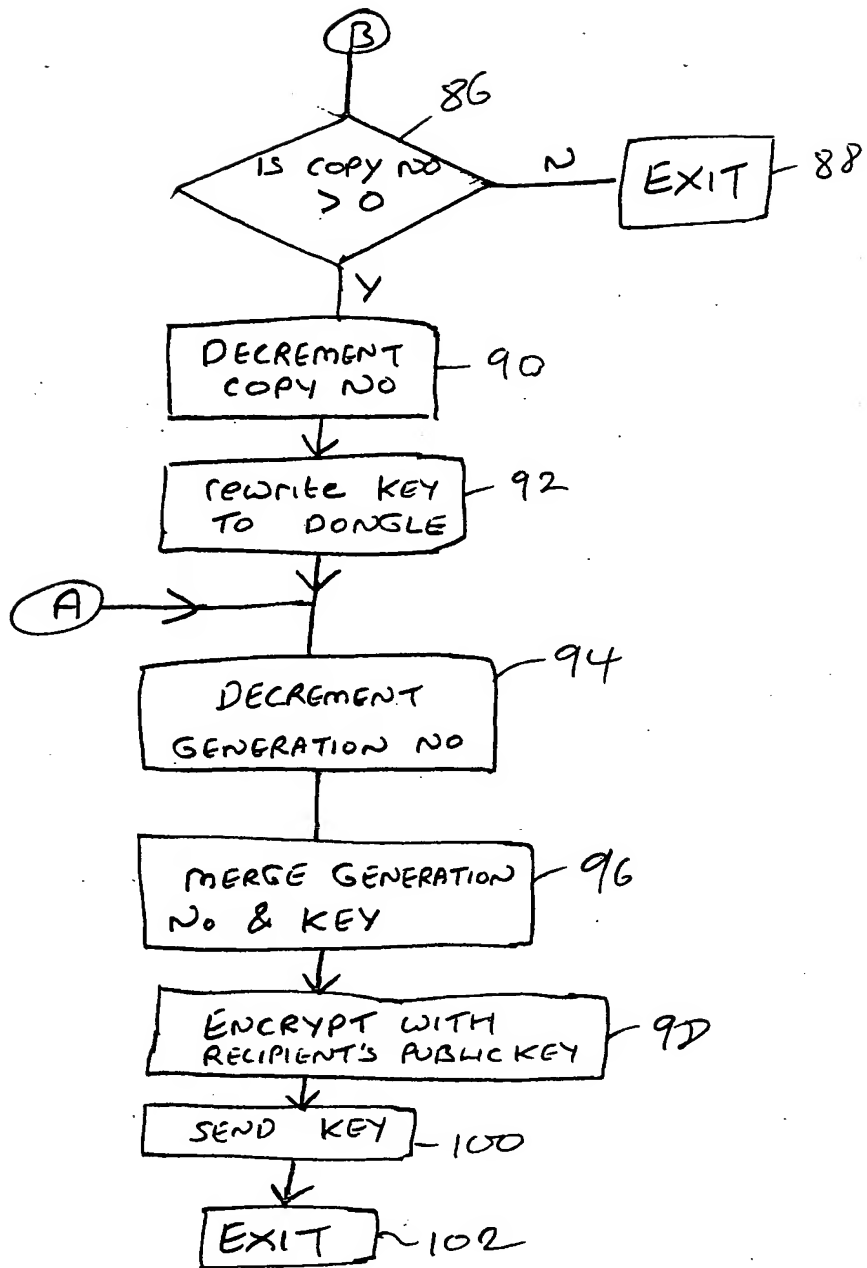 B
86
IS COPY NO
> 0
N
EXIT
88
Y
DECREMENT
COPY NO
90
rewrite KEY
TO DONGLE
92
A
94
DECREMENT
GENERATION NO
MERGE GENERATION
No & KEY
96
ENCRYPT WITH
RECIPIENT'S PUBLIC KEY
SEND KEY
100
EXIT
102